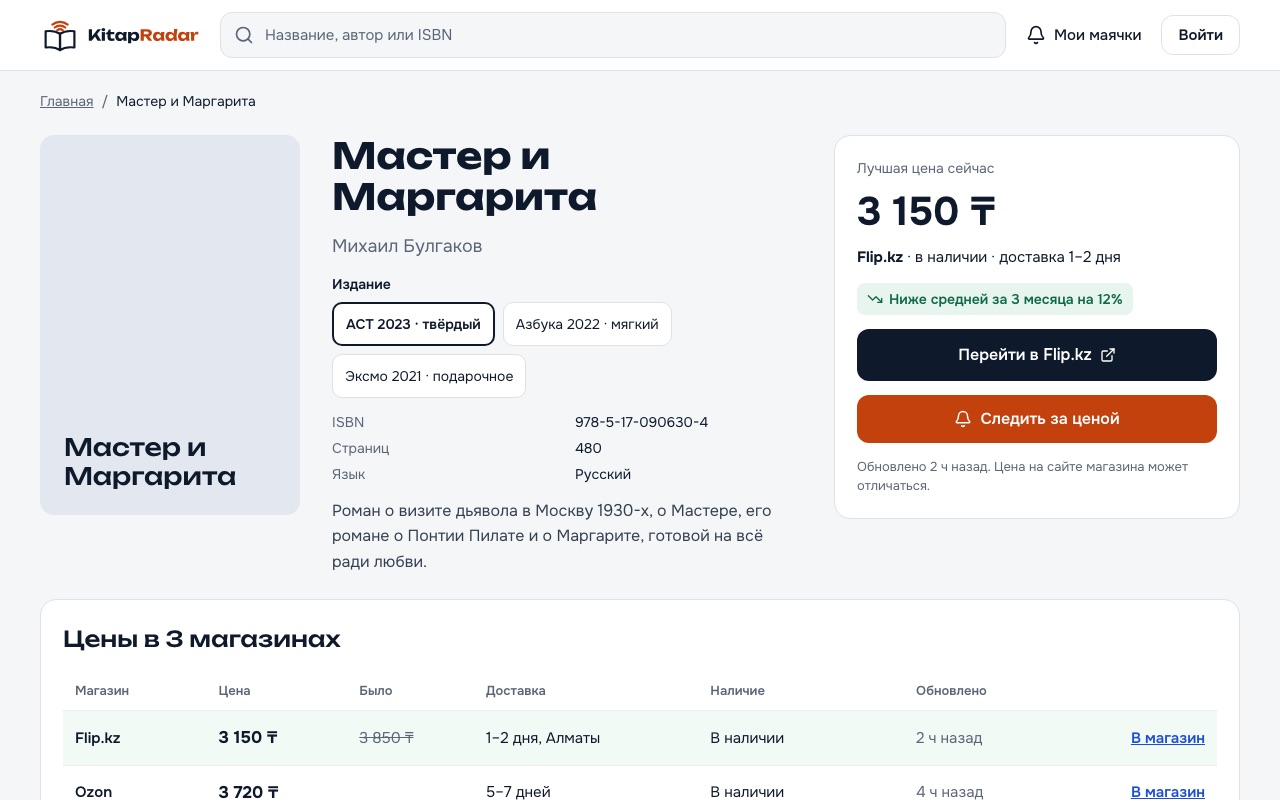 KitapRadar
Название, автор или ISBN
Мои маячки
Войти
Главная / Мастер и Маргарита
Мастер и
Маргарита
Мастер и
Маргарита
Михаил Булгаков
Издание
АСТ 2023 · твёрдый
Азбука 2022 · мягкий
Эксмо 2021 · подарочное
ISBN 978-5-17-090630-4
Страниц 480
Язык Русский
Роман о визите дьявола в Москву 1930-х, о Мастере, его
романе о Понтии Пилате и о Маргарите, готовой на всё
ради любви.
Лучшая цена сейчас
3 150 ₸
Flip.kz · в наличии · доставка 1–2 дня
Ниже средней за 3 месяца на 12%
Перейти в Flip.kz
Следить за ценой
Обновлено 2 ч назад. Цена на сайте магазина может
отличаться.
Цены в 3 магазинах
Магазин Цена Было Доставка Наличие Обновлено
Flip.kz 3 150 ₸ 3 850 ₸ 1–2 дня, Алматы В наличии 2 ч назад В магазин
Ozon 3 720 ₸ 5–7 дней В наличии 4 ч назад В магазин